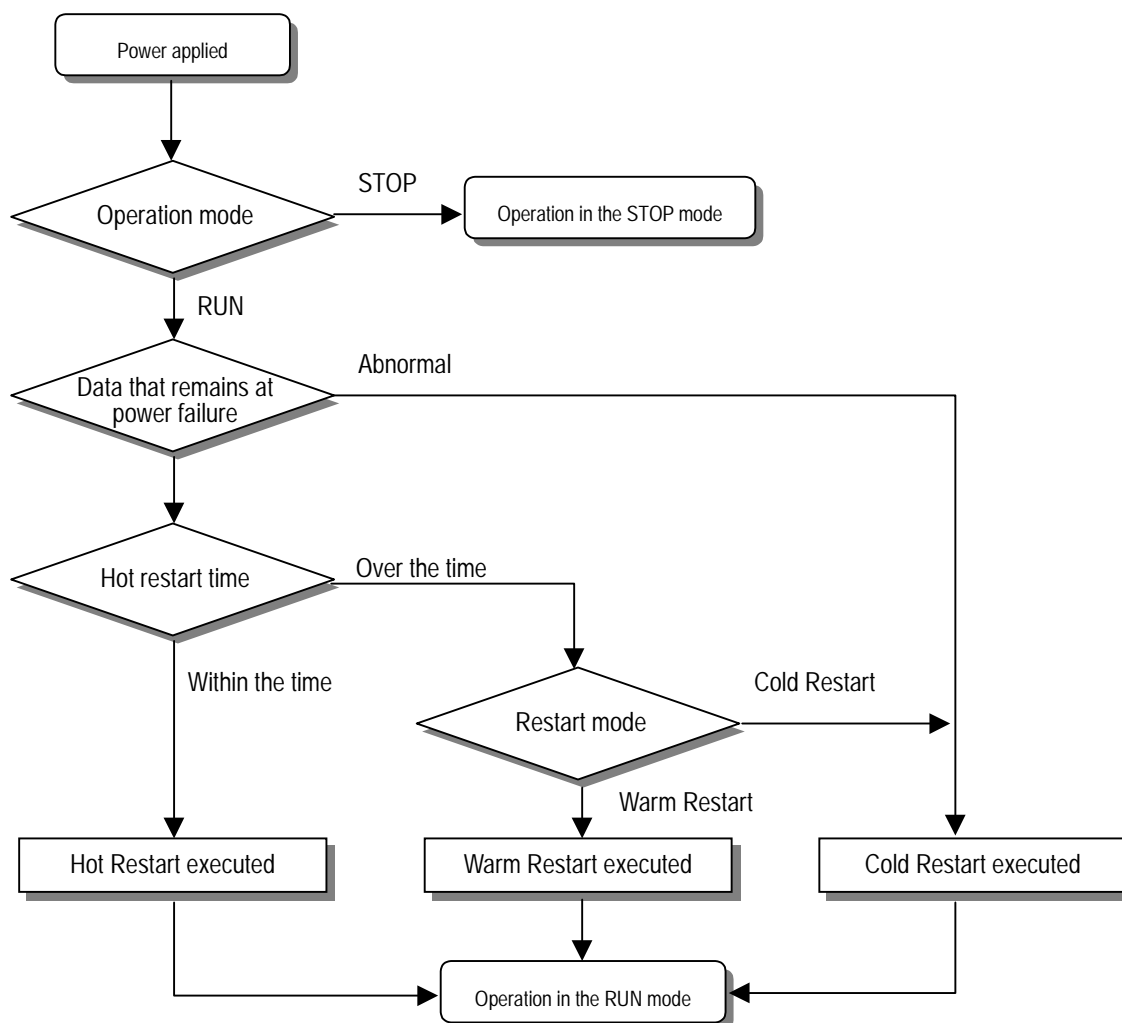 Power applied
STOP
Operation mode
Operation in the STOP mode
RUN
Abnormal
Data that remains at
power failure
Hot restart time
Over the time
Within the time
Cold Restart
Restart mode
Warm Restart
Hot Restart executed
Warm Restart executed
Cold Restart executed
Operation in the RUN mode